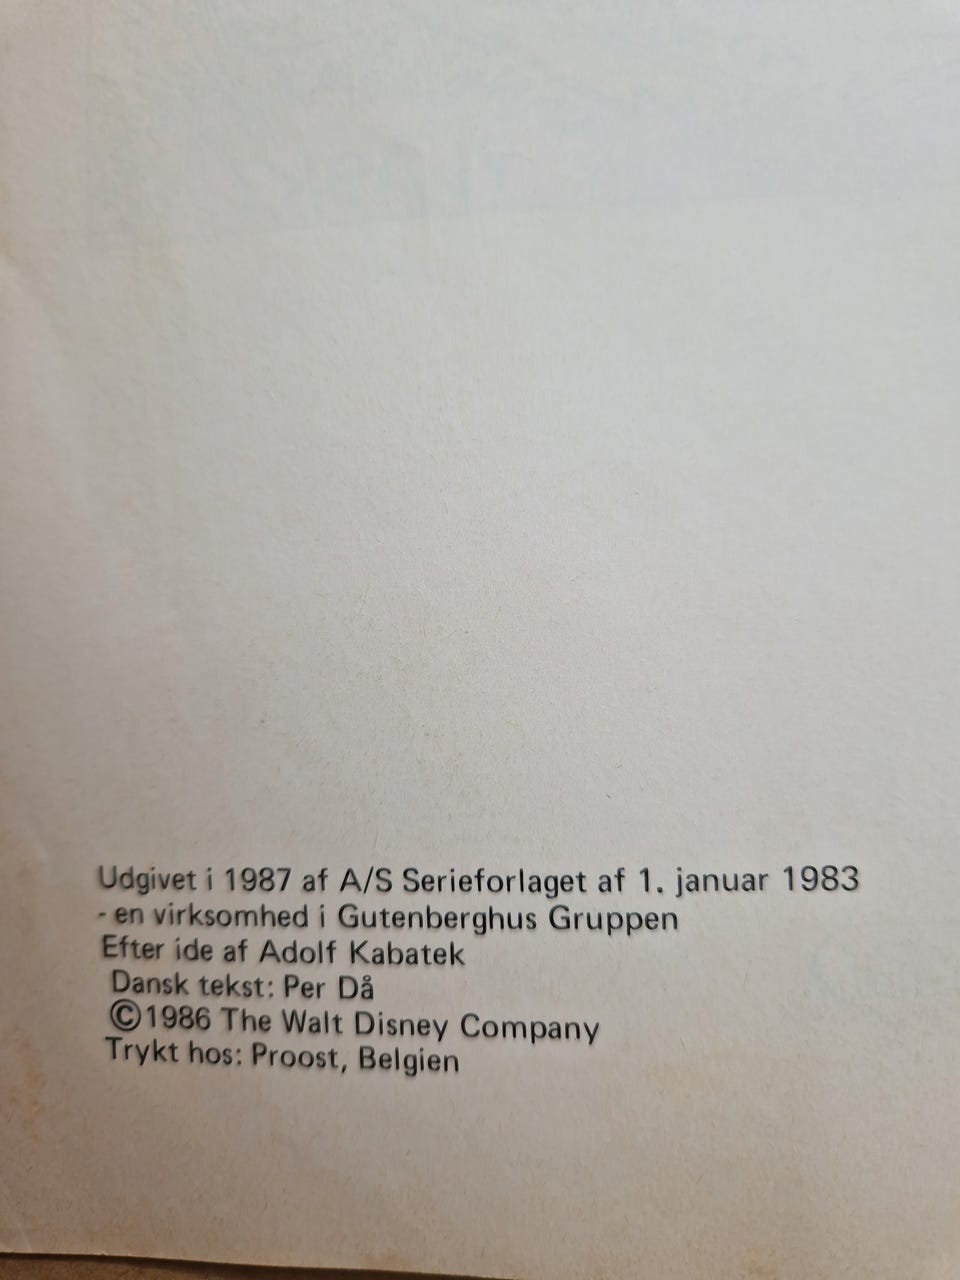 Udgivet i 1987 af A/S Serieforlaget af 1. januar 1983
- en virksomhed i Gutenberghus Gruppen
Efter ide af Adolf Kabatek
Dansk tekst: Per Då
©1986 The Walt Disney Company
Trykt hos: Proost, Belgien